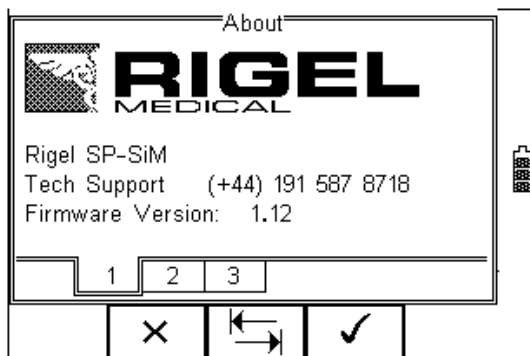 About
RIGEL
MEDICAL
Rigel SP-SiM
Tech Support (+44) 191 587 8718
Firmware Version: 1.12
1 2 3